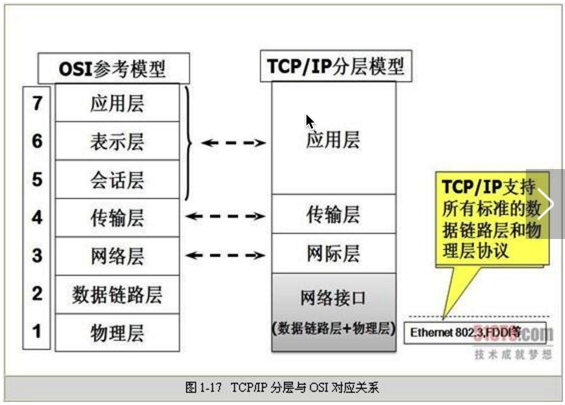 OSI参考模型
TCP/IP分层模型
7
应用层
6
表示层
5
会话层
4
传输层
3
网络层
2
数据链路层
1
物理层
应用层
传输层
网际层
网络接口
(数据链路层+物理层)
TCP/IP支持
所有标准的数
据链路层和物
理层协议
Ethernet 802.3,FDDI等
51CTO.com
技术成就梦想
图1-17 TCP/IP分层与OSI对应关系